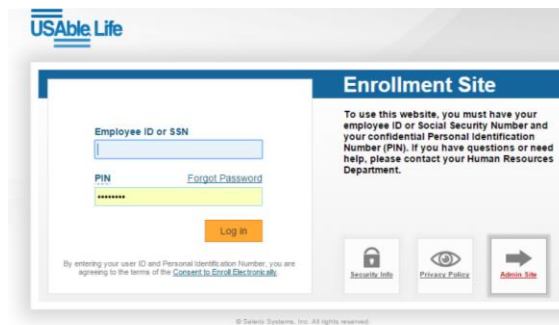 USAble Life
Enrollment Site
To use this website, you must have your
employee ID or Social Security Number and
your confidential Personal Identification
Number (PIN). If you have questions or need
help, please contact your Human Resources
Department.
Employee ID or SSN
PIN Forgot Password
••••••••
Log in
By entering your user ID and Personal Identification Number, you are
agreeing to the terms of the Consent to Enroll Electronically.
Security Info Privacy Policy Admin Site
© Selerix Systems, Inc. All rights reserved.